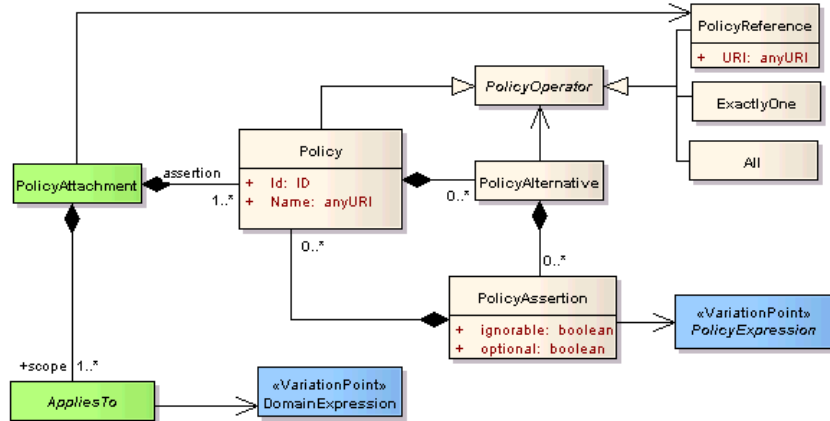 PolicyReference
+ URI: anyURI
PolicyOperator
ExactlyOne
Policy
+ Id: ID
+ Name: anyURI
All
PolicyAttachment
assertion
1..*
PolicyAlternative
0..*
0..*
0..*
PolicyAssertion
+ ignorable: boolean
+ optional: boolean
«VariationPoint»
PolicyExpression
+scope
1..*
AppliesTo
«VariationPoint»
DomainExpression